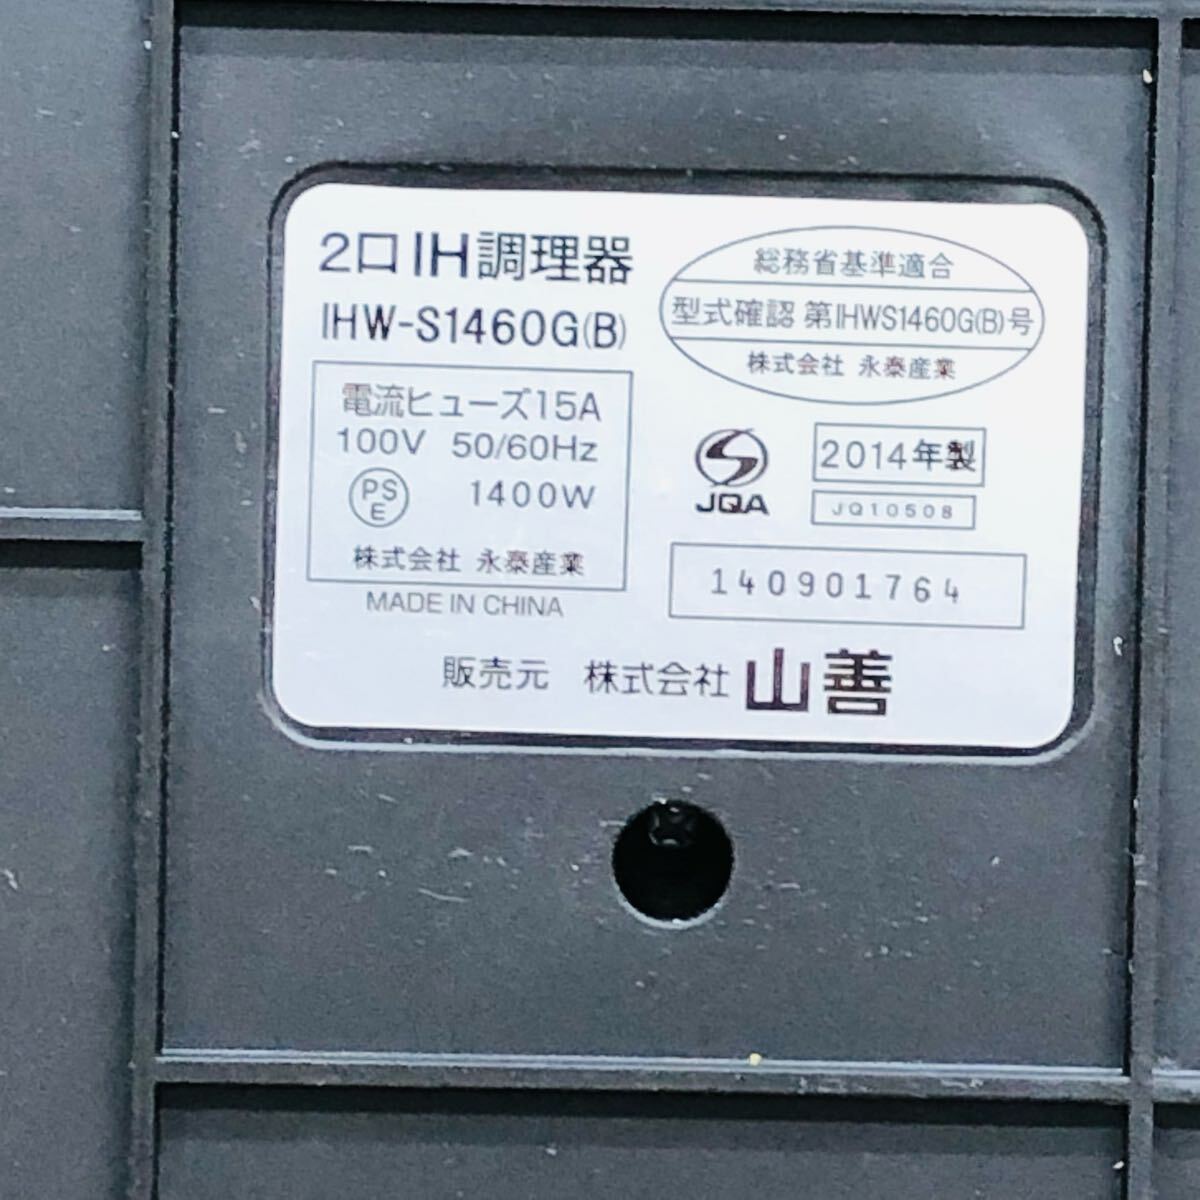 2口IH調理器
IHW-S1460G(B)
電流ヒューズ15A
100V 50/60Hz
PS
E
1400W
株式会社 永泰産業
MADE IN CHINA
総務省基準適合
型式確認 第IHWS1460G(B)号
株式会社 永泰産業
JQA
2014年製
JQ10508
140901764
販売元 株式会社 山善